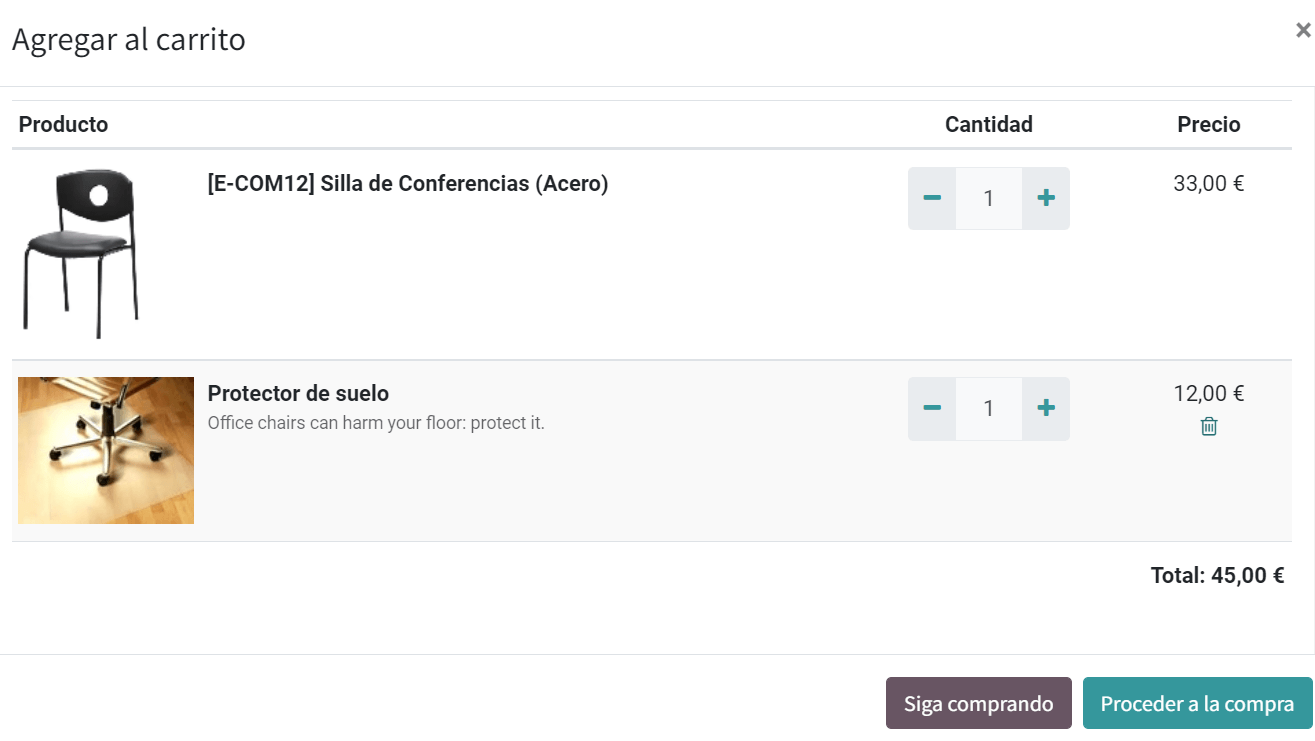 Agregar al carrito
×
Producto Cantidad Precio
[E-COM12] Silla de Conferencias (Acero) 1 33,00 €
Protector de suelo 1 12,00 €
Office chairs can harm your floor: protect it.
Total: 45,00 €
Siga comprando Proceder a la compra